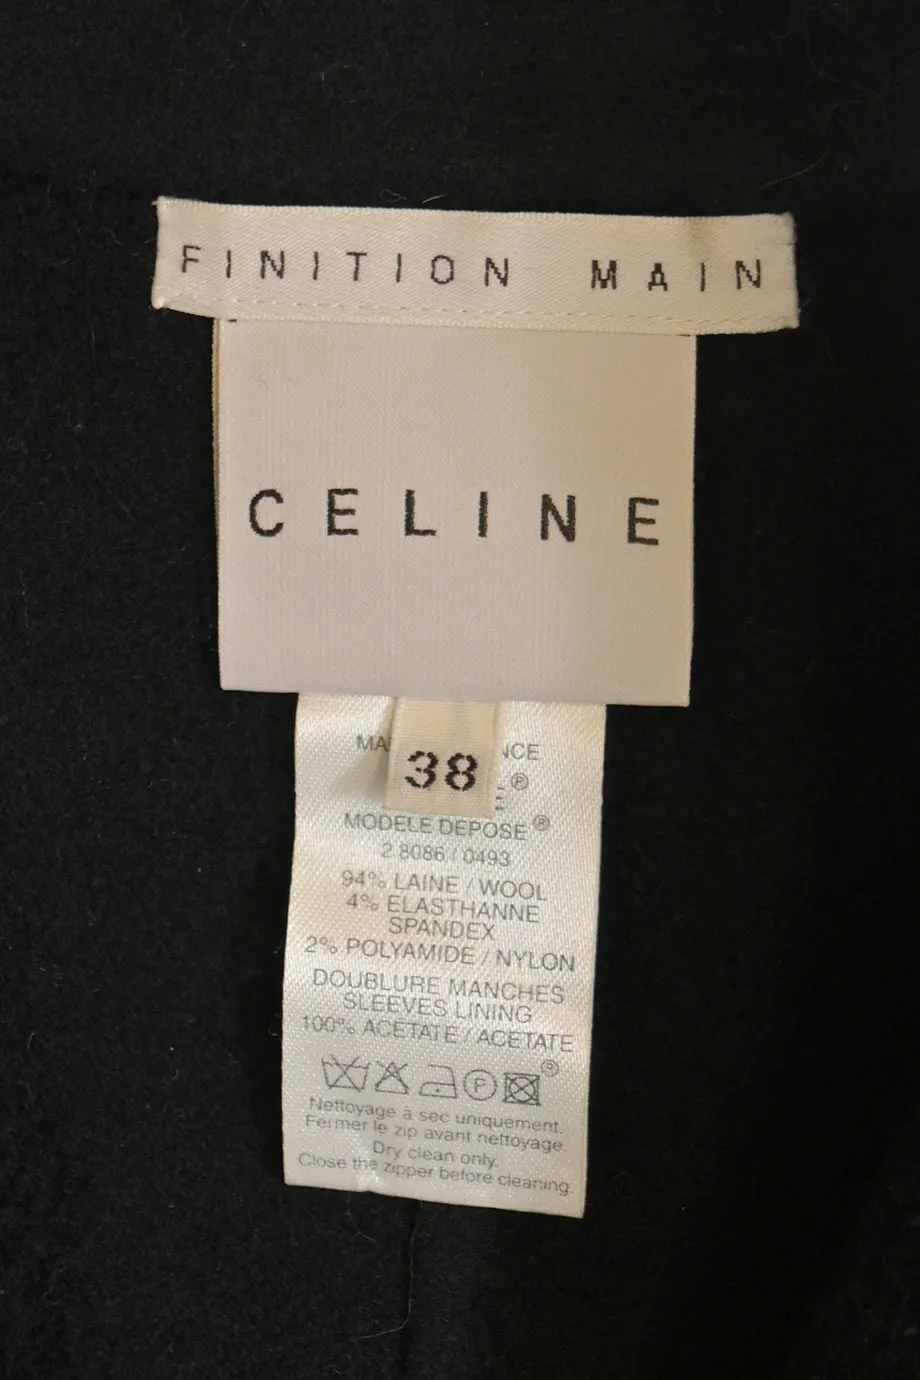 FINITION MAIN
CELINE
38
MODELE DEPOSE®
2 8086 / 0493
94% LAINE / WOOL
4% ELASTHANNE
SPANDEX
2% POLYAMIDE / NYLON
DOUBLURE MANCHES
SLEEVES LINING
100% ACETATE / ACETATE
Nettoyage à sec uniquement.
Fermer le zip avant nettoyage.
Dry clean only.
Close the zipper before cleaning.